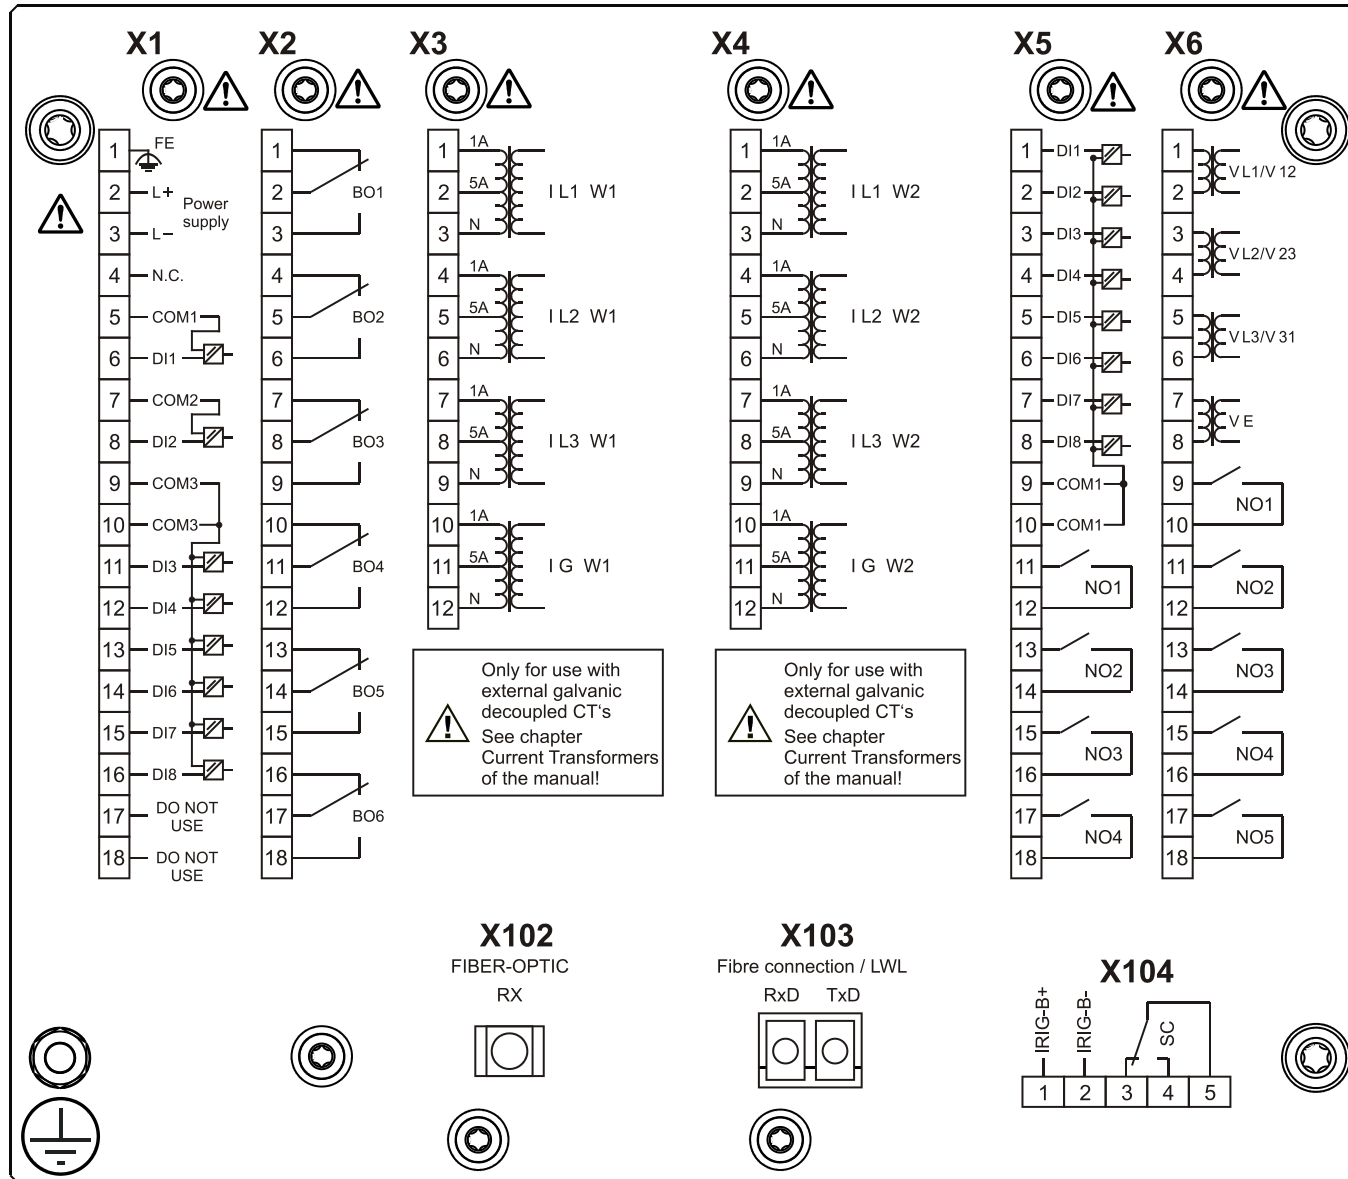 X1
X2
X3
X4
X5
X6
1 FE
2 L+
Power
supply
3 L-
4 N.C.
5 COM1
6 DI1
7 COM2
8 DI2
9 COM3
10 COM3
11 DI3
12 DI4
13 DI5
14 DI6
15 DI7
16 DI8
17 DO NOT
USE
18 DO NOT
USE
1
2 BO1
3
4
5 BO2
6
7
8 BO3
9
10
11 BO4
12
13
14 BO5
15
16
17 BO6
18
1 1A
2 5A I L1 W1
3 N
4 1A
5 5A I L2 W1
6 N
7 1A
8 5A I L3 W1
9 N
10 1A
11 5A I G W1
12 N
Only for use with
external galvanic
decoupled CT‘s
See chapter
Current Transformers
of the manual!
1 1A
2 5A I L1 W2
3 N
4 1A
5 5A I L2 W2
6 N
7 1A
8 5A I L3 W2
9 N
10 1A
11 5A I G W2
12 N
Only for use with
external galvanic
decoupled CT‘s
See chapter
Current Transformers
of the manual!
1 DI1
2 DI2
3 DI3
4 DI4
5 DI5
6 DI6
7 DI7
8 DI8
9 COM1
10 COM1
11
NO1
12
13
NO2
14
15
NO3
16
17
NO4
18
1
V L1/V 12
2
3
V L2/V 23
4
5
V L3/V 31
6
7
V E
8
9
NO1
10
11
NO2
12
13
NO3
14
15
NO4
16
17
NO5
18
X102
FIBER-OPTIC
RX
X103
Fibre connection / LWL
RxD TxD
X104
IRIG-B+
IRIG-B-
SC
1 2 3 4 5